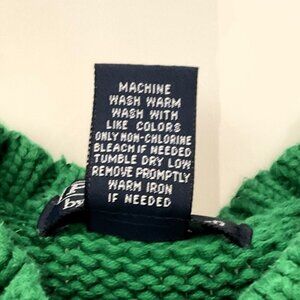 MACHINE
WASH WARM
WASH WITH
LIKE COLORS
ONLY NON-CHLORINE
BLEACH IF NEEDED
TUMBLE DRY LOW
REMOVE PROMPTLY
WARM IRON
IF NEEDED